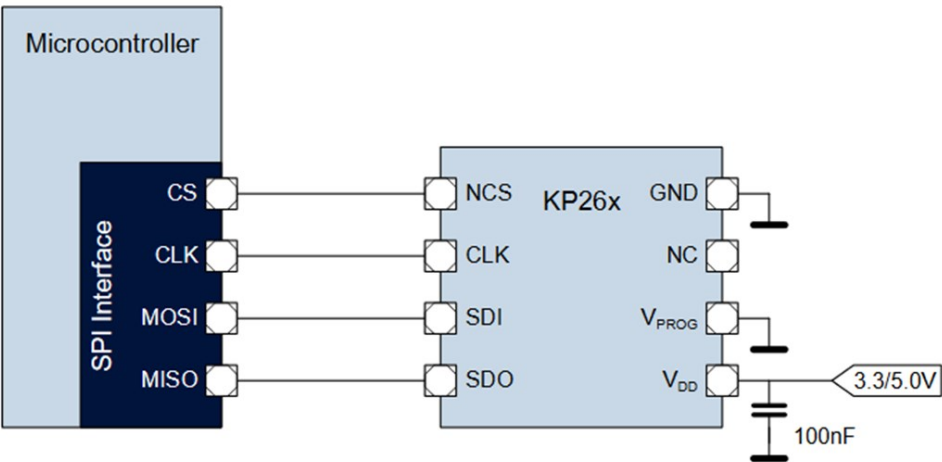 Microcontroller
SPI Interface
CS
CLK
MOSI
MISO
KP26x
NCS
CLK
SDI
SDO
GND
NC
VPROG
VDD
3.3/5.0V
100nF